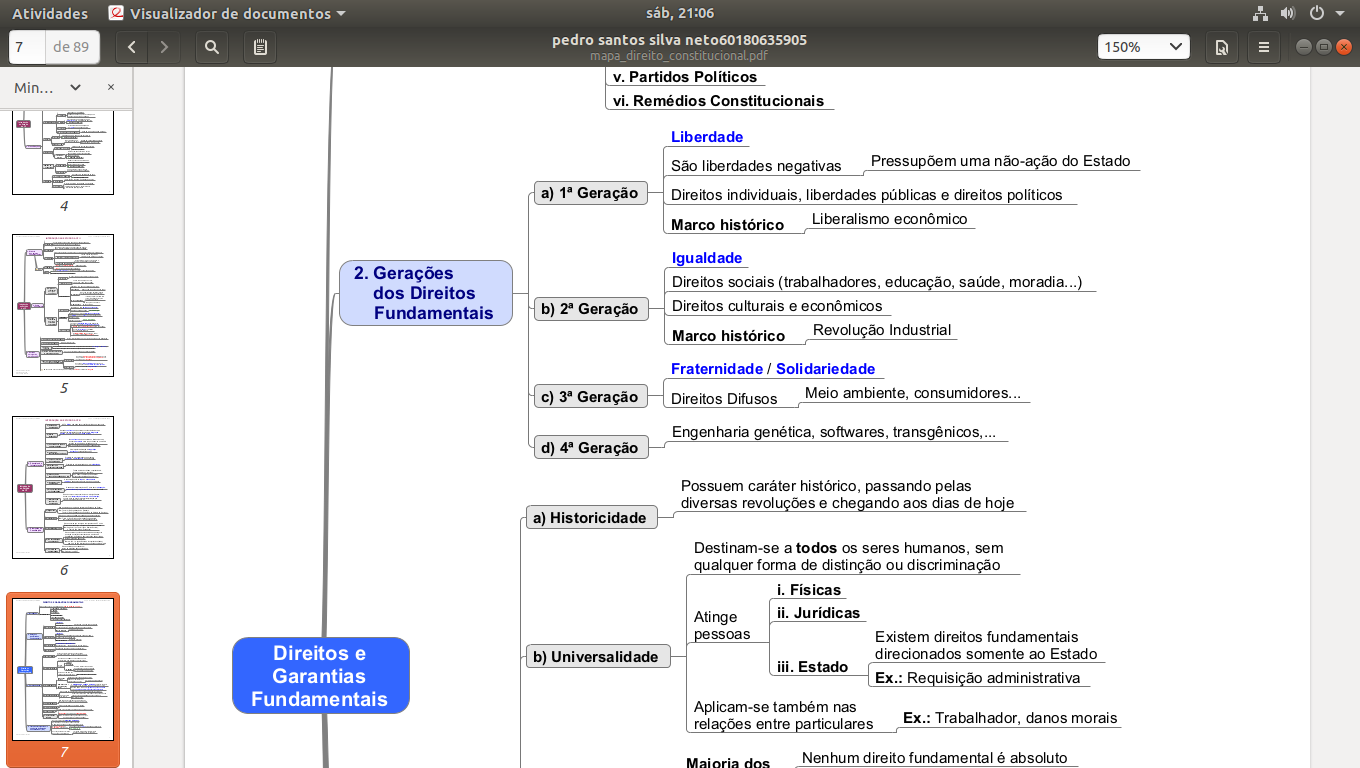 Atividades
Visualizador de documentos
sáb, 21:06
7
de 89
pedro santos silva neto60180635905
mapa_direito_constitucional.pdf
150%
Min…
4
5
6
7
v. Partidos Políticos
vi. Remédios Constitucionais
2. Gerações
dos Direitos
Fundamentais
a) 1ª Geração
Liberdade
São liberdades negativas
Pressupõem uma não-ação do Estado
Direitos individuais, liberdades públicas e direitos políticos
Marco histórico
Liberalismo econômico
b) 2ª Geração
Igualdade
Direitos sociais (trabalhadores, educação, saúde, moradia...)
Direitos culturais e econômicos
Marco histórico
Revolução Industrial
c) 3ª Geração
Fraternidade / Solidariedade
Direitos Difusos
Meio ambiente, consumidores...
d) 4ª Geração
Engenharia genética, softwares, transgênicos,...
Direitos e
Garantias
Fundamentais
a) Historicidade
Possuem caráter histórico, passando pelas
diversas revoluções e chegando aos dias de hoje
b) Universalidade
Destinam-se a todos os seres humanos, sem
qualquer forma de distinção ou discriminação
Atinge
pessoas
i. Físicas
ii. Jurídicas
iii. Estado
Existem direitos fundamentais
direcionados somente ao Estado
Ex.: Requisição administrativa
Aplicam-se também nas
relações entre particulares
Ex.: Trabalhador, danos morais
Maioria dos
Nenhum direito fundamental é absoluto